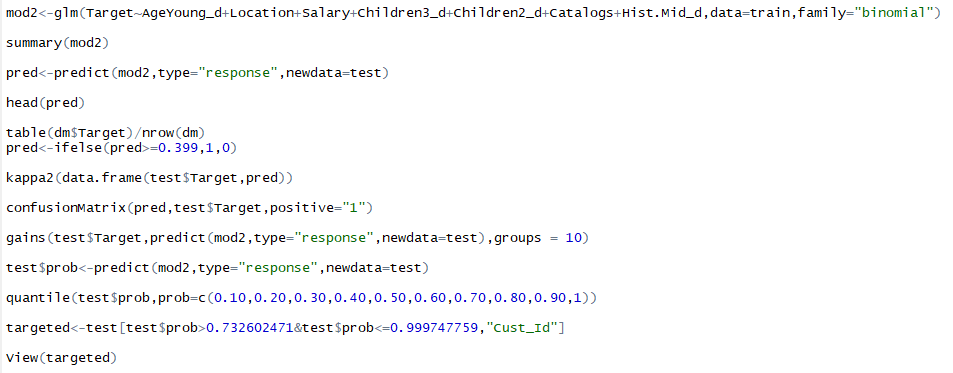 mod2<-glm(Target~AgeYoung_d+Location+Salary+Children3_d+Children2_d+Catalogs+Hist.Mid_d,data=train,family="binomial")
summary(mod2)
pred<-predict(mod2,type="response",newdata=test)
head(pred)
table(dm$Target)/nrow(dm)
pred<-ifelse(pred>=0.399,1,0)
kappa2(data.frame(test$Target,pred))
confusionMatrix(pred,test$Target,positive="1")
gains(test$Target,predict(mod2,type="response",newdata=test),groups = 10)
test$prob<-predict(mod2,type="response",newdata=test)
quantile(test$prob,prob=c(0.10,0.20,0.30,0.40,0.50,0.60,0.70,0.80,0.90,1))
targeted<-test[test$prob>0.732602471&test$prob<=0.999747759,"Cust_Id"]
View(targeted)